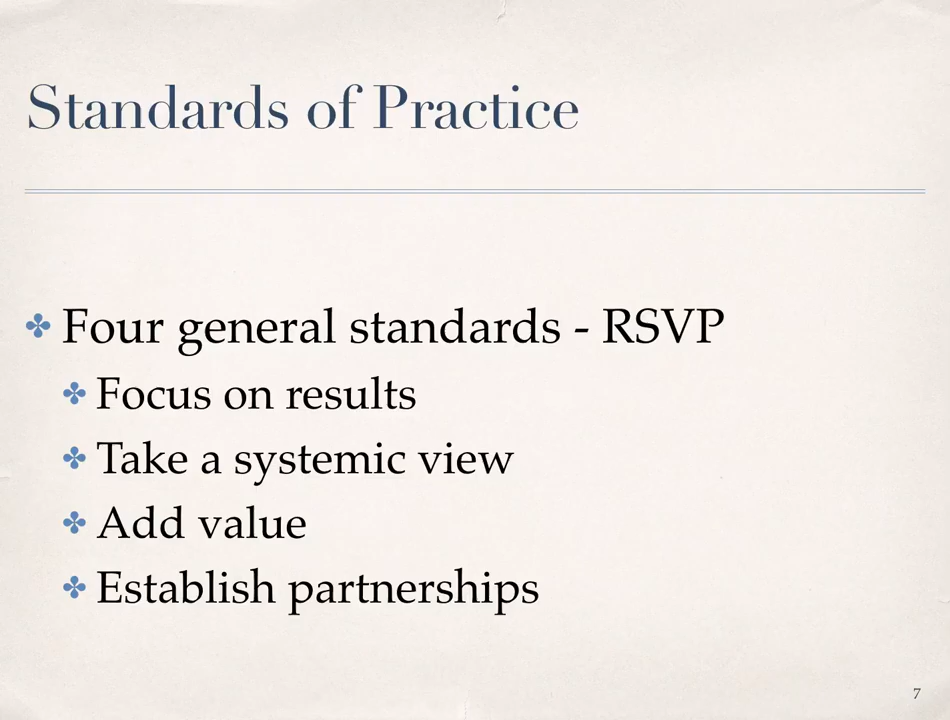 Standards of Practice
✤ Four general standards - RSVP
✤ Focus on results
✤ Take a systemic view
✤ Add value
✤ Establish partnerships
7